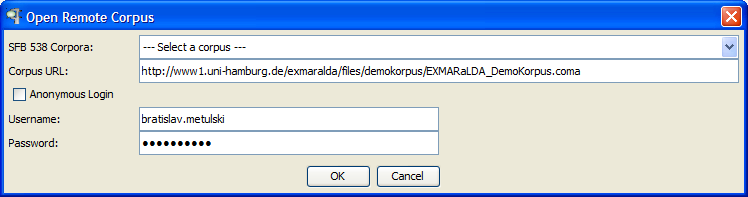 Open Remote Corpus
SFB 538 Corpora: --- Select a corpus ---
Corpus URL: http://www1.uni-hamburg.de/exmaralda/files/demokorpus/EXMARaLDA_DemoKorpus.coma
Anonymous Login
Username: bratislav.metulski
Password: ●●●●●●●●●●
OK Cancel